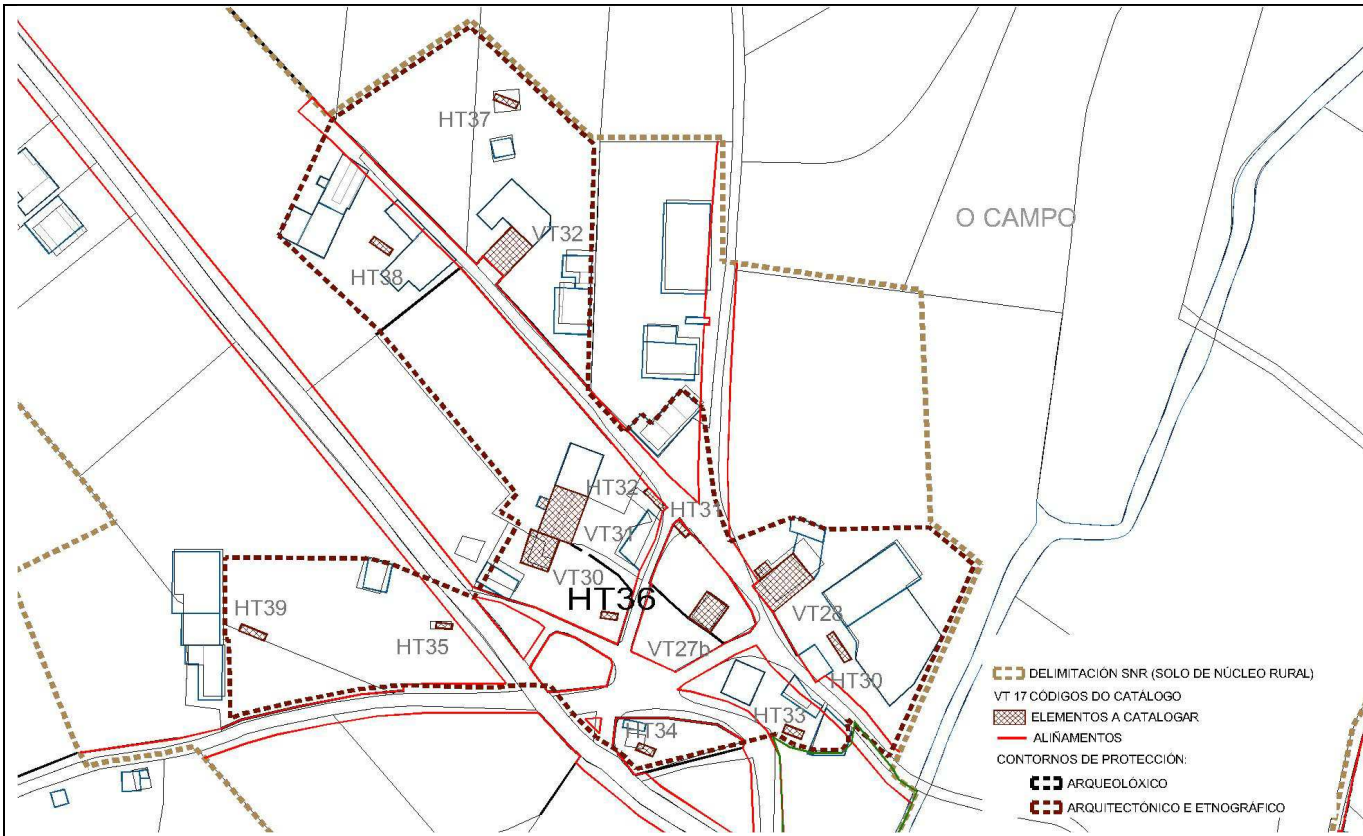 HT37
O CAMPO
VT32
HT38
HT32
HT31
VT31
VT30
HT36
VT28
HT39
HT35
VT27b
HT30
HT33
HT34
DELIMITACIÓN SNR (SOLO DE NÚCLEO RURAL)
VT 17 CÓDIGOS DO CATÁLOGO
ELEMENTOS A CATALOGAR
ALIÑAMENTOS
CONTORNOS DE PROTECCIÓN:
ARQUEOLÓXICO
ARQUITECTÓNICO E ETNOGRÁFICO